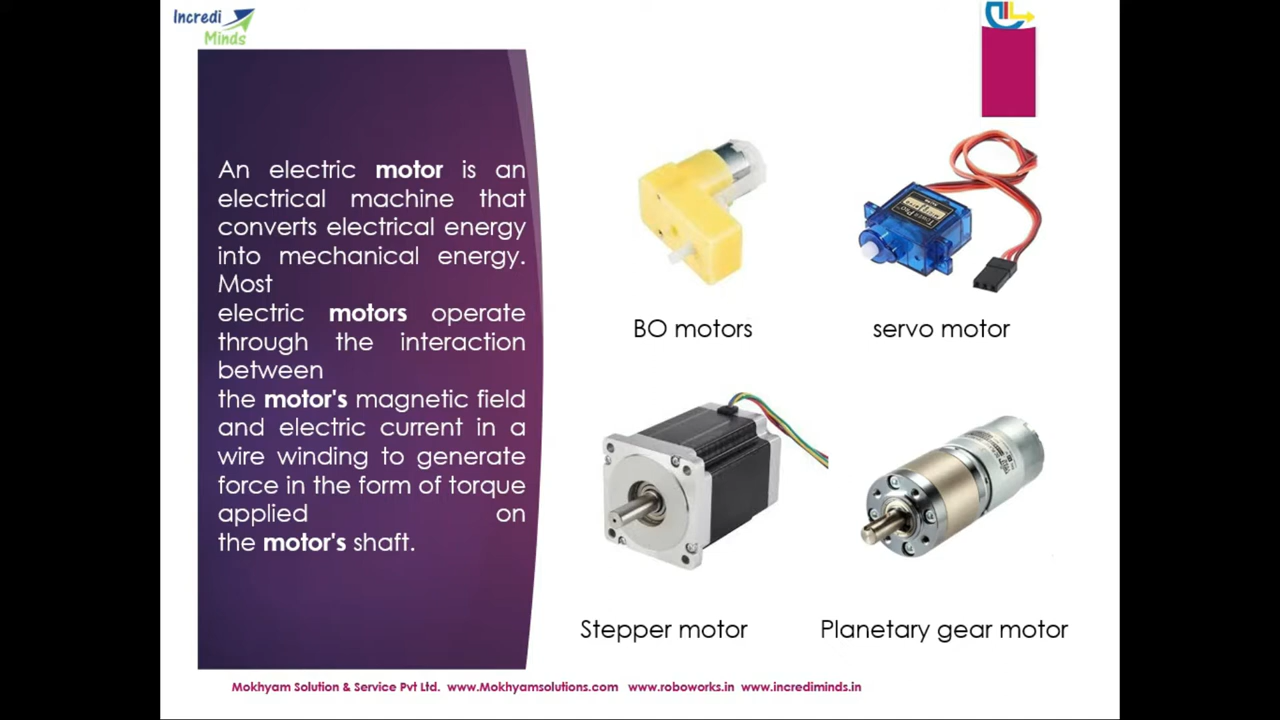 Incredi
Minds
An electric motor is an
electrical machine that
converts electrical energy
into mechanical energy.
Most
electric motors operate
through the interaction
between
the motor's magnetic field
and electric current in a
wire winding to generate
force in the form of torque
applied on
the motor's shaft.
BO motors
servo motor
Stepper motor
Planetary gear motor
Mokhyam Solution & Service Pvt Ltd. www.Mokhyamsolutions.com www.roboworks.in www.incrediminds.in